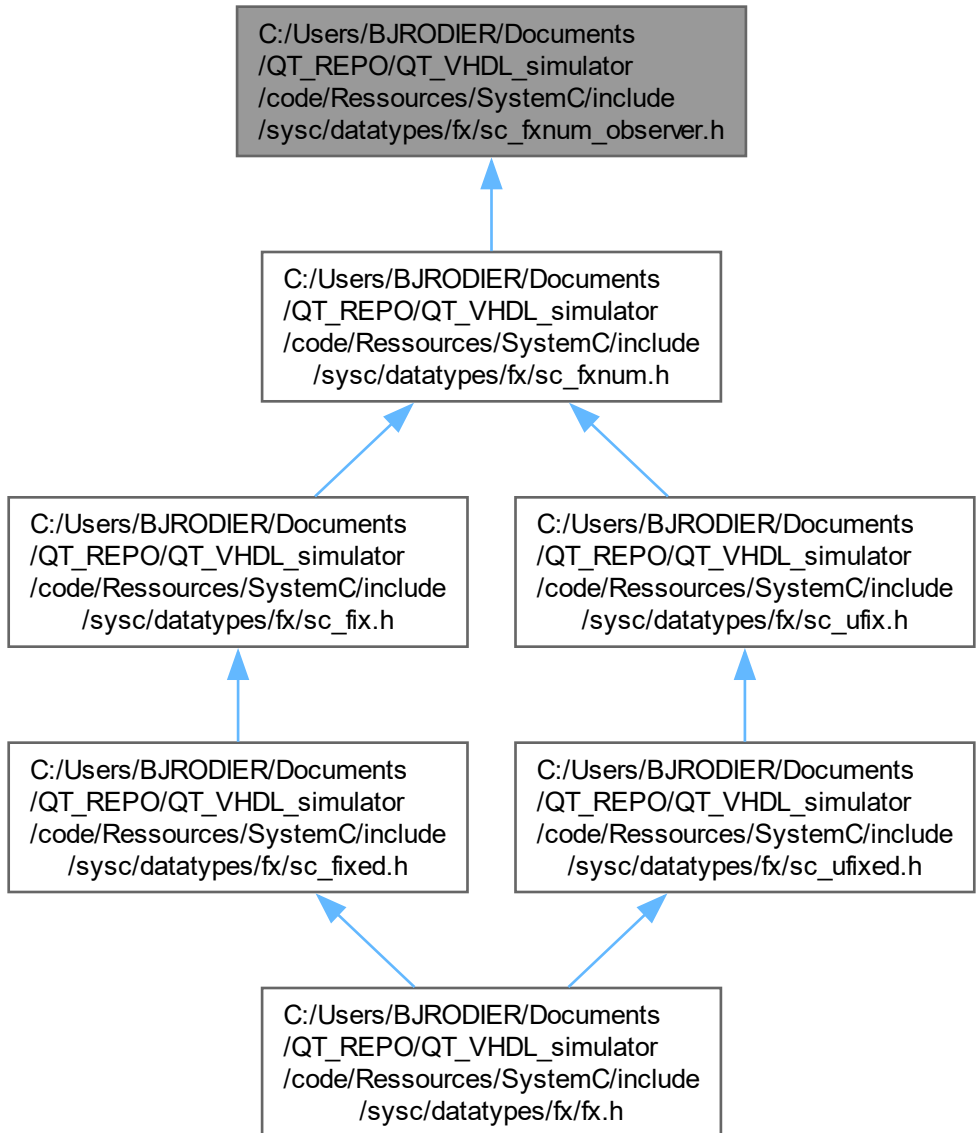 C:/Users/BJRODIER/Documents
/QT_REPO/QT_VHDL_simulator
/code/Ressources/SystemC/include
/sysc/datatypes/fx/sc_fxnum_observer.h
C:/Users/BJRODIER/Documents
/QT_REPO/QT_VHDL_simulator
/code/Ressources/SystemC/include
/sysc/datatypes/fx/sc_fxnum.h
C:/Users/BJRODIER/Documents
/QT_REPO/QT_VHDL_simulator
/code/Ressources/SystemC/include
/sysc/datatypes/fx/sc_fix.h
C:/Users/BJRODIER/Documents
/QT_REPO/QT_VHDL_simulator
/code/Ressources/SystemC/include
/sysc/datatypes/fx/sc_ufix.h
C:/Users/BJRODIER/Documents
/QT_REPO/QT_VHDL_simulator
/code/Ressources/SystemC/include
/sysc/datatypes/fx/sc_fixed.h
C:/Users/BJRODIER/Documents
/QT_REPO/QT_VHDL_simulator
/code/Ressources/SystemC/include
/sysc/datatypes/fx/sc_ufixed.h
C:/Users/BJRODIER/Documents
/QT_REPO/QT_VHDL_simulator
/code/Ressources/SystemC/include
/sysc/datatypes/fx/fx.h